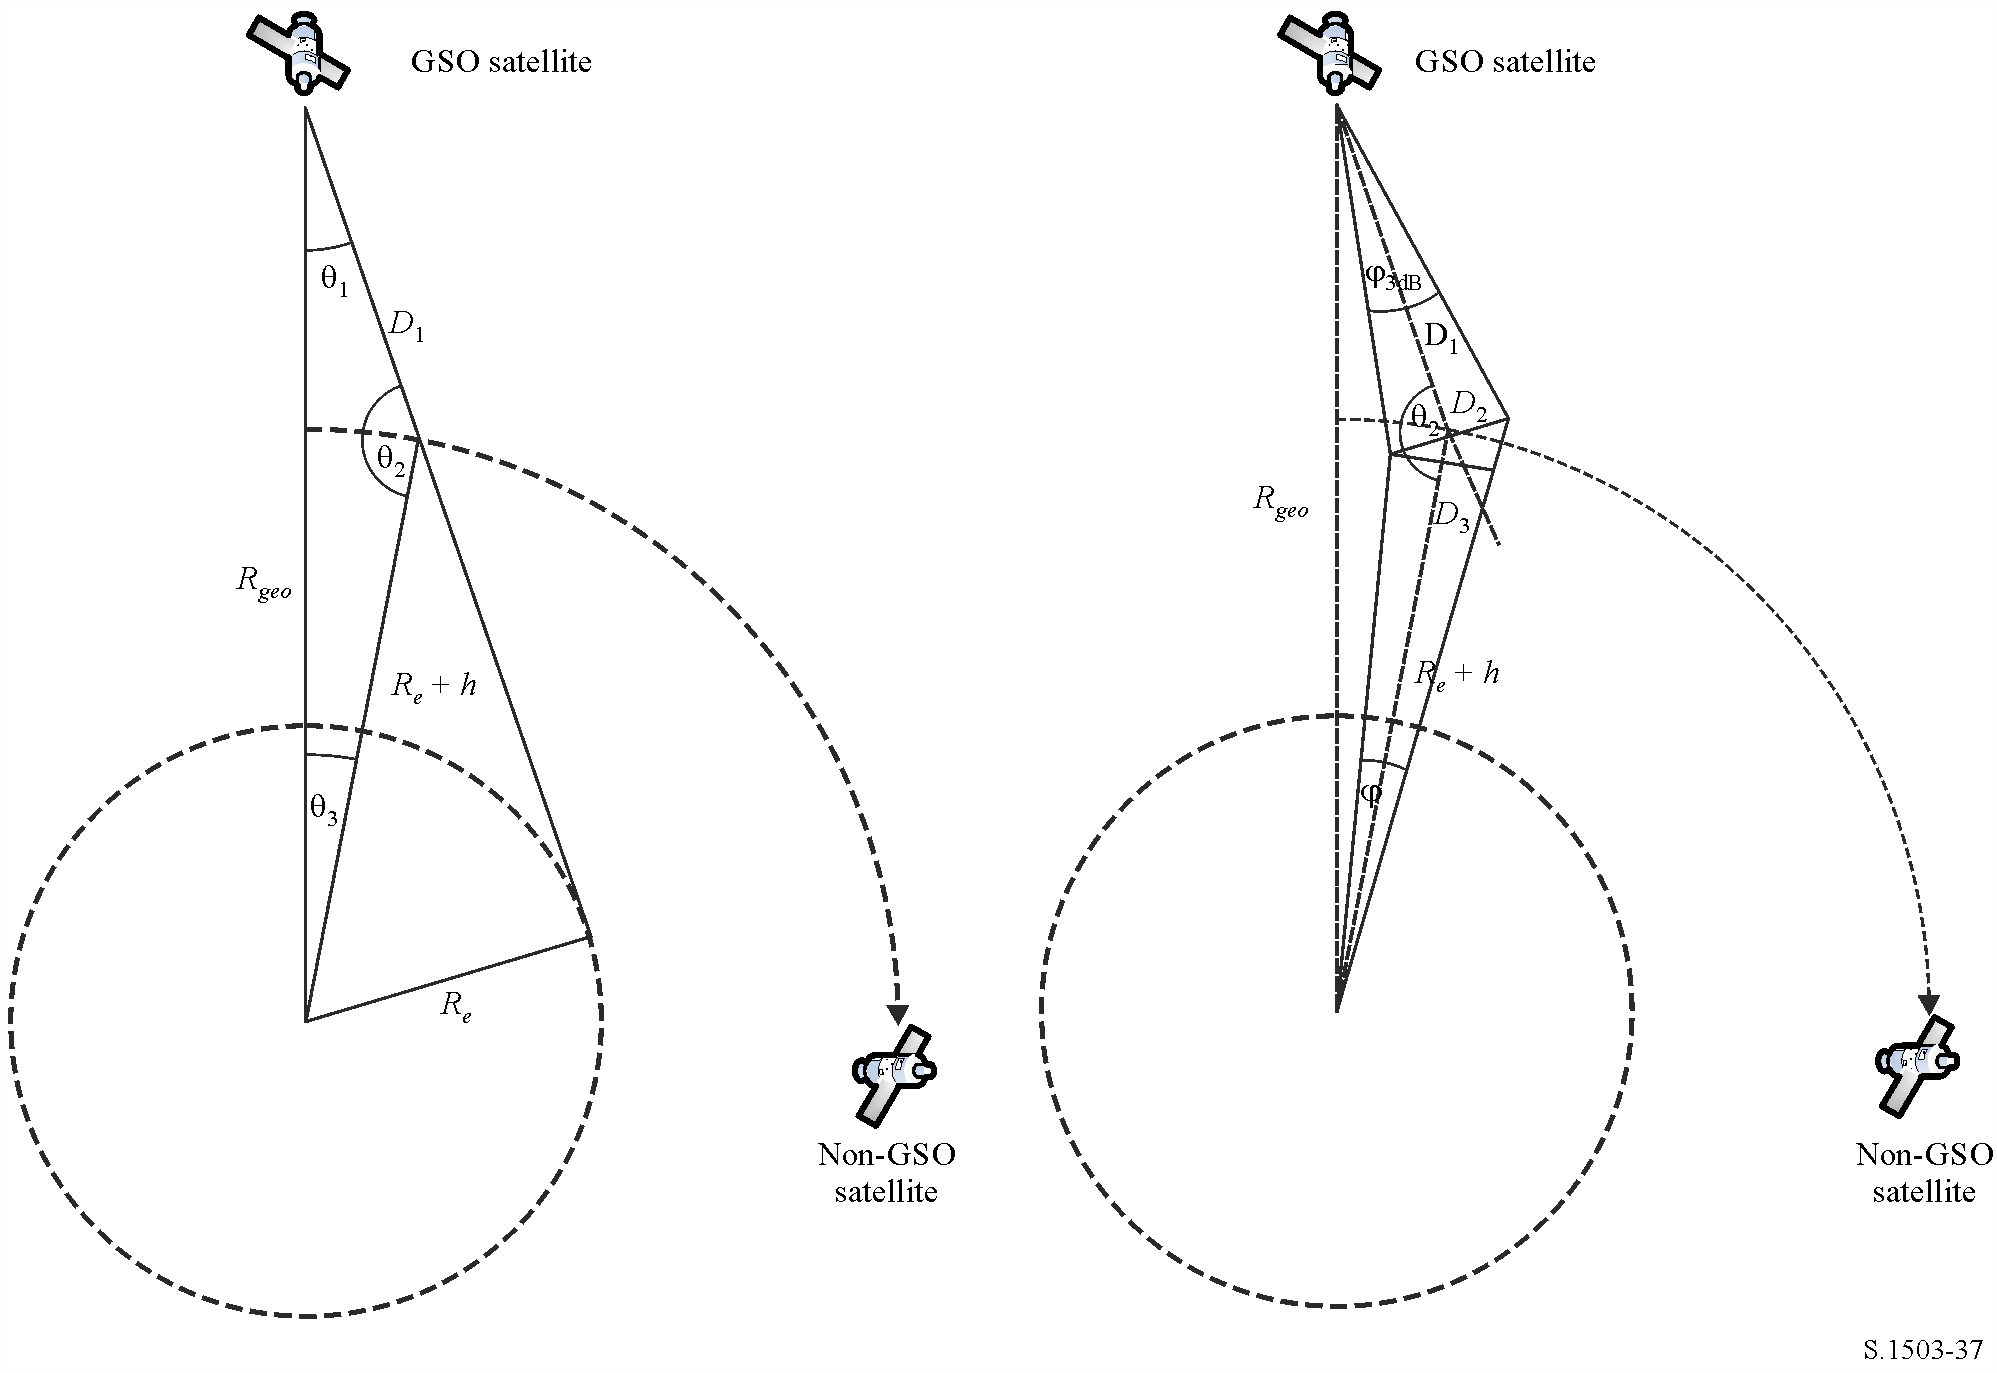 GSO satellite
θ1
D1
θ2
Rgeo
Re + h
θ3
Re
Non-GSO
satellite
GSO satellite
φ3dB
D1
D2
θ2
Rgeo
D3
Re + h
φ
Non-GSO
satellite
S.1503-37